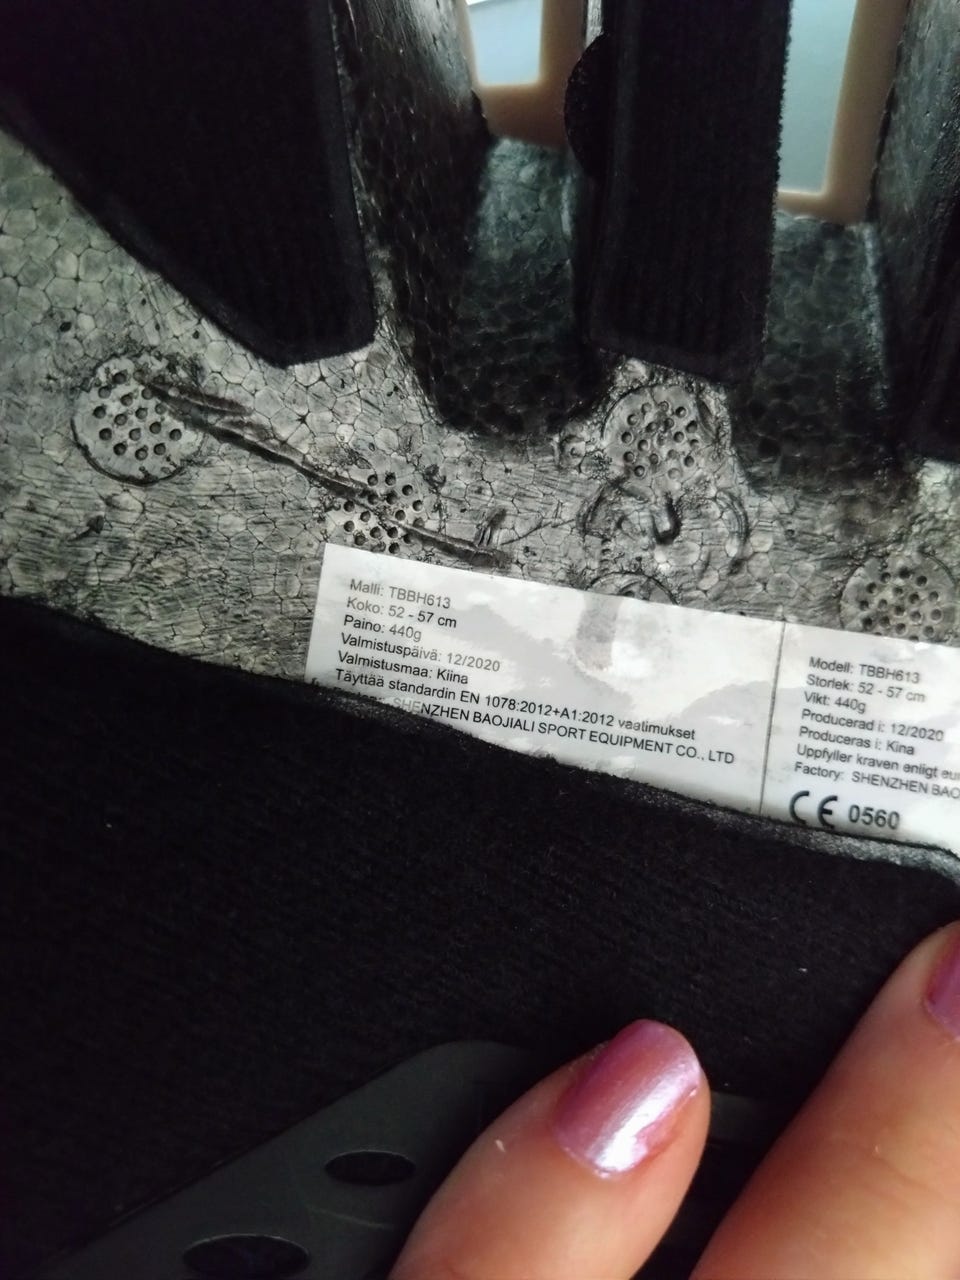 Malli: TBBH613
Koko: 52 - 57 cm
Paino: 440g
Valmistuspäivä: 12/2020
Valmistusmaa: Kiina
Täyttää standardin EN 1078:2012+A1:2012 vaatimukset
SHENZHEN BAOJIALI SPORT EQUIPMENT CO., LTD
Modell: TBBH613
Storlek: 52 - 57 cm
Vikt: 440g
Producerad i: 12/2020
Produceras i: Kina
Uppfyller kraven enligt
Factory: SHENZHEN BAO
CE 0560